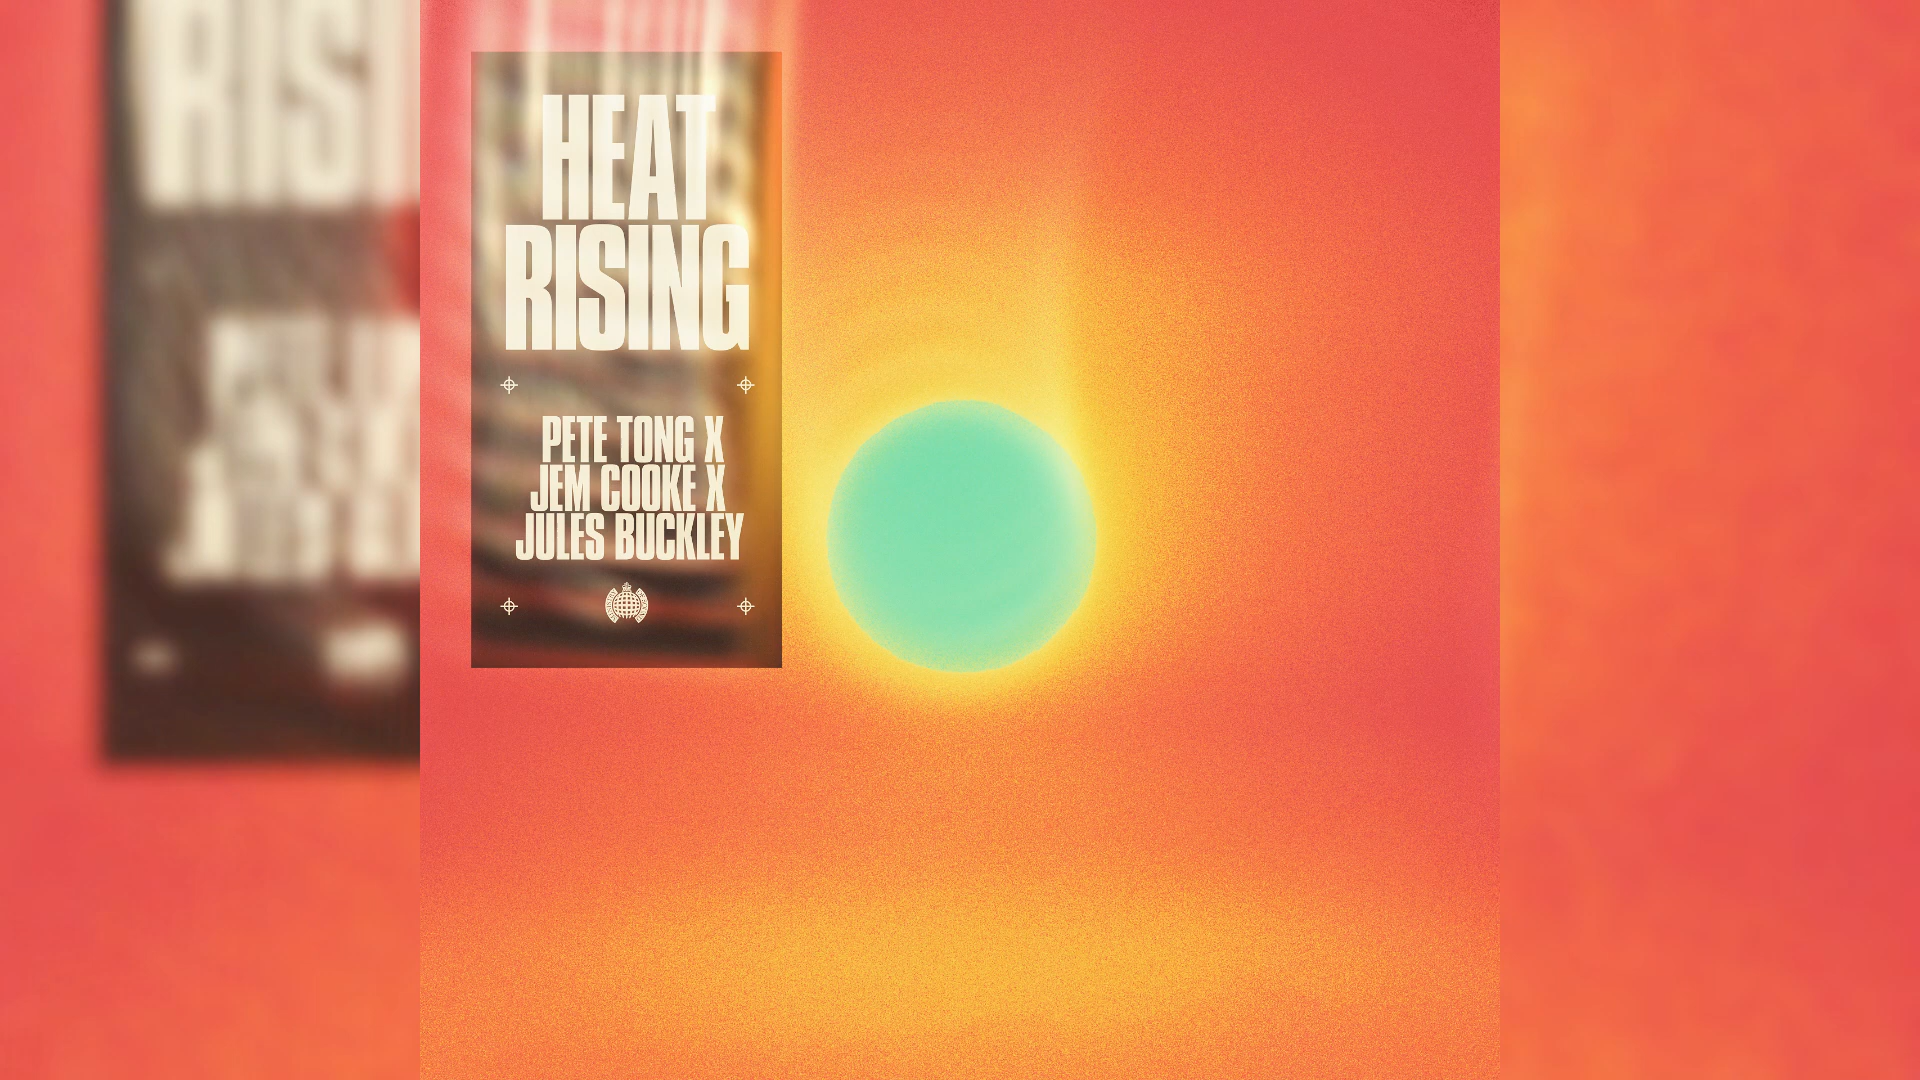 HEAT
RISING
PETE TONG X
JEM COOKE X
JULES BUCKLEY